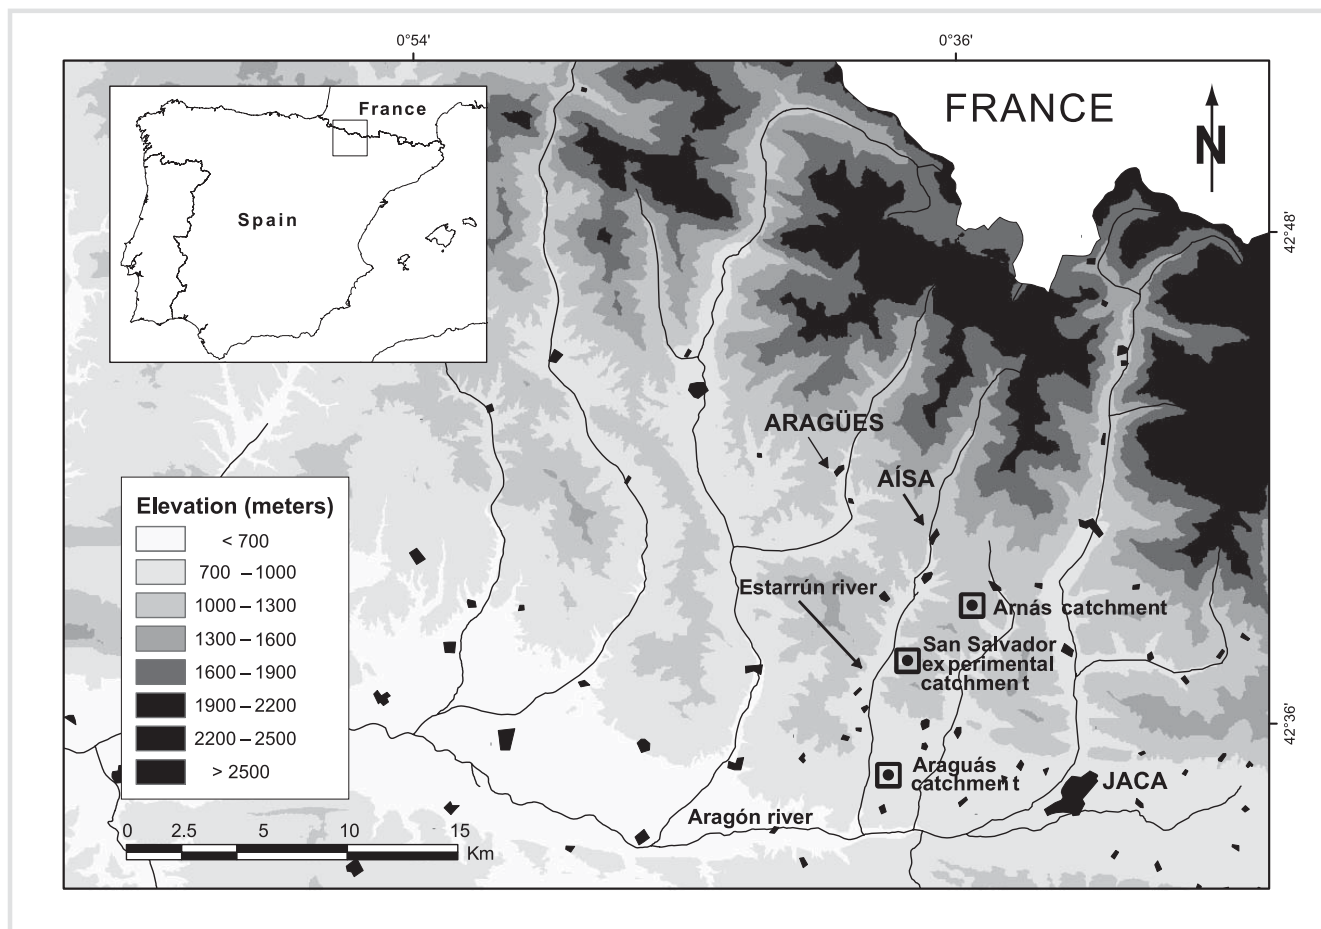 0°54'
0°36'
France
Spain
FRANCE
N
42°48'
ARAGÜES
AÍSA
Elevation (meters)
< 700
700 – 1000
1000 – 1300
1300 – 1600
1600 – 1900
1900 – 2200
2200 – 2500
> 2500
Estarrún river
Arnás catchment
San Salvador
experimental
catchment
42°36'
Araguás
catchment
JACA
Aragón river
0 2.5 5 10 15
Km